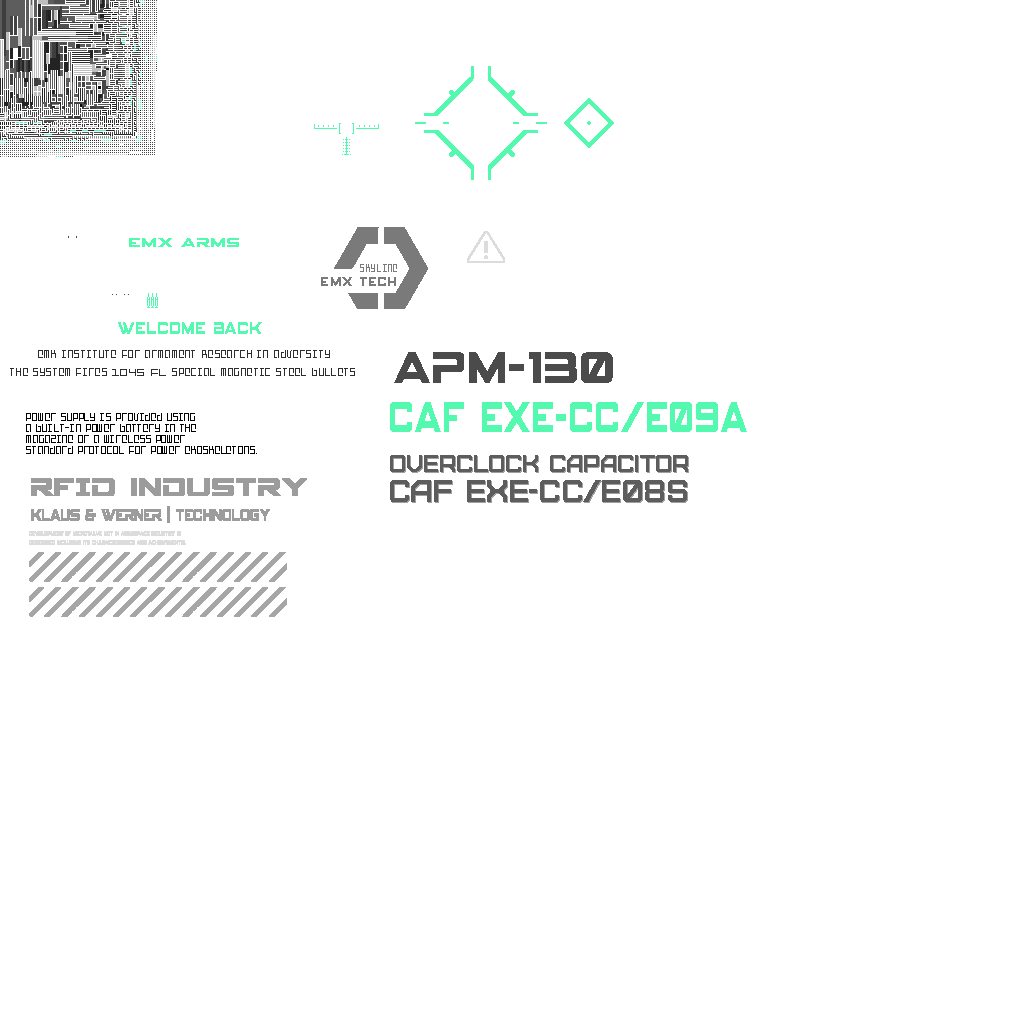 EMX ARMS
SKYLINE
EMX TECH
WELCOME BACK
EMX INSTITUTE FOR ARMAMENT RESEARCH IN ADVERSITY
THE SYSTEM FIRES 1045 FL SPECIAL MAGNETIC STEEL BULLETS
APM-130
CAF EXE-CC/E09A
POWER SUPPLY IS PROVIDED USING
A BUILT-IN POWER BATTERY IN THE
MAGAZINE OR A WIRELESS POWER
STANDARD PROTOCOL FOR POWER EXOSKELETONS.
OVERCLOCK CAPACITOR
CAF EXE-CC/E08S
RFID INDUSTRY
KLAUS & WERNER | TECHNOLOGY